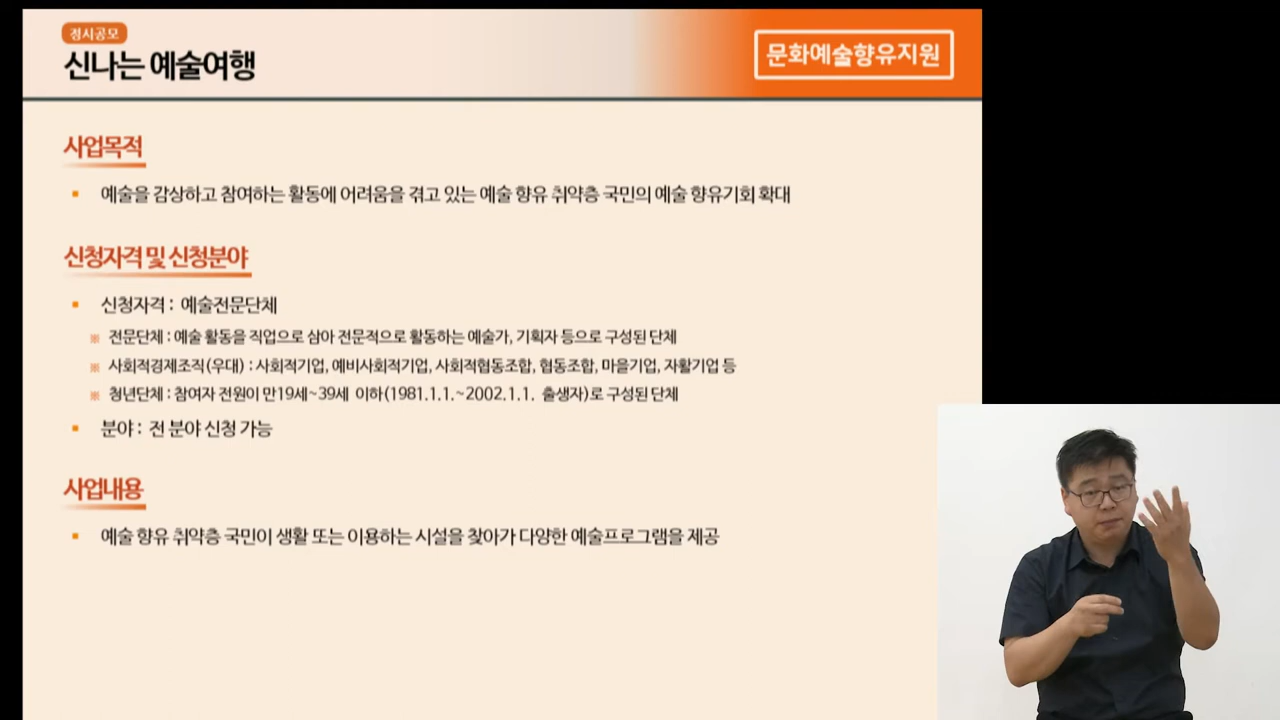 정시공모
신나는 예술여행
문화예술향유지원
사업목적
▪ 예술을 감상하고 참여하는 활동에 어려움을 겪고 있는 예술 향유 취약층 국민의 예술 향유기회 확대
신청자격 및 신청분야
▪ 신청자격 : 예술전문단체
※ 전문단체 : 예술 활동을 직업으로 삼아 전문적으로 활동하는 예술가, 기획자 등으로 구성된 단체
※ 사회적경제조직(우대) : 사회적기업, 예비사회적기업, 사회적협동조합, 협동조합, 마을기업, 자활기업 등
※ 청년단체 : 참여자 전원이 만19세~39세 이하(1981.1.1.~2002.1.1. 출생자)로 구성된 단체
▪ 분야 : 전 분야 신청 가능
사업내용
▪ 예술 향유 취약층 국민이 생활 또는 이용하는 시설을 찾아가 다양한 예술프로그램을 제공